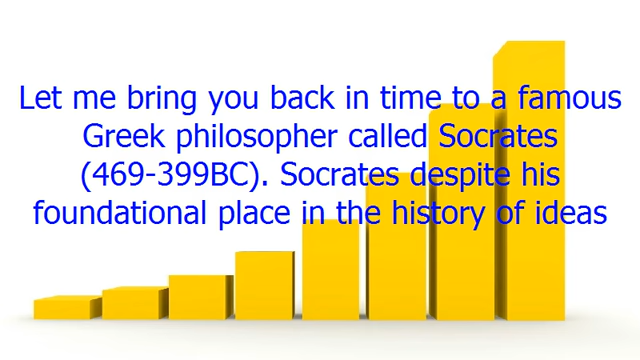 Let me bring you back in time to a famous
Greek philosopher called Socrates
(469-399BC). Socrates despite his
foundational place in the history of ideas